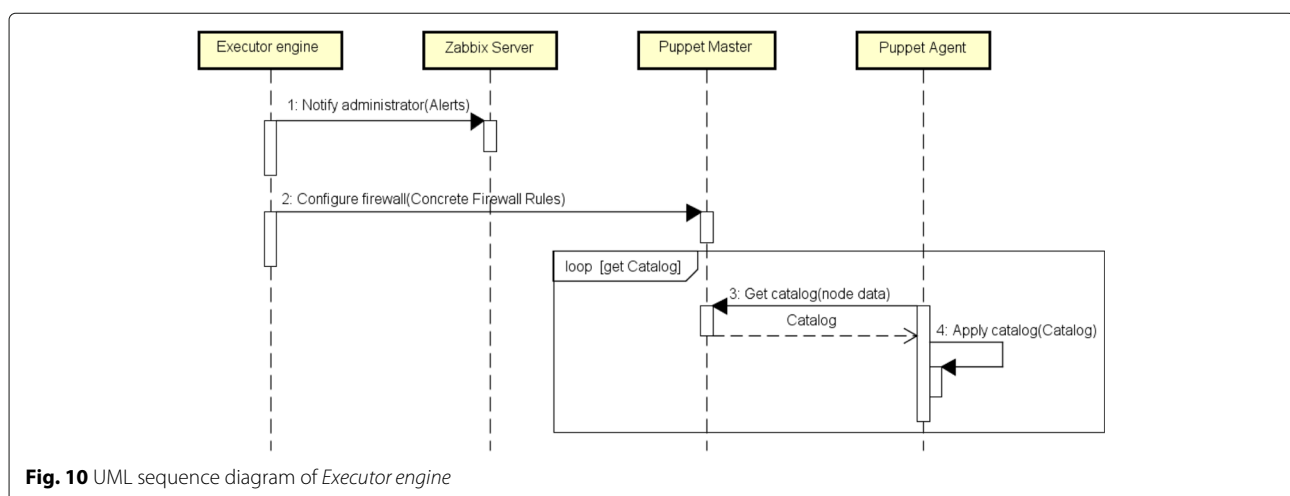 Executor engine
Zabbix Server
Puppet Master
Puppet Agent
1: Notify administrator(Alerts)
2: Configure firewall(Concrete Firewall Rules)
loop [get Catalog]
3: Get catalog(node data)
Catalog
4: Apply catalog(Catalog)
Fig. 10 UML sequence diagram of Executor engine